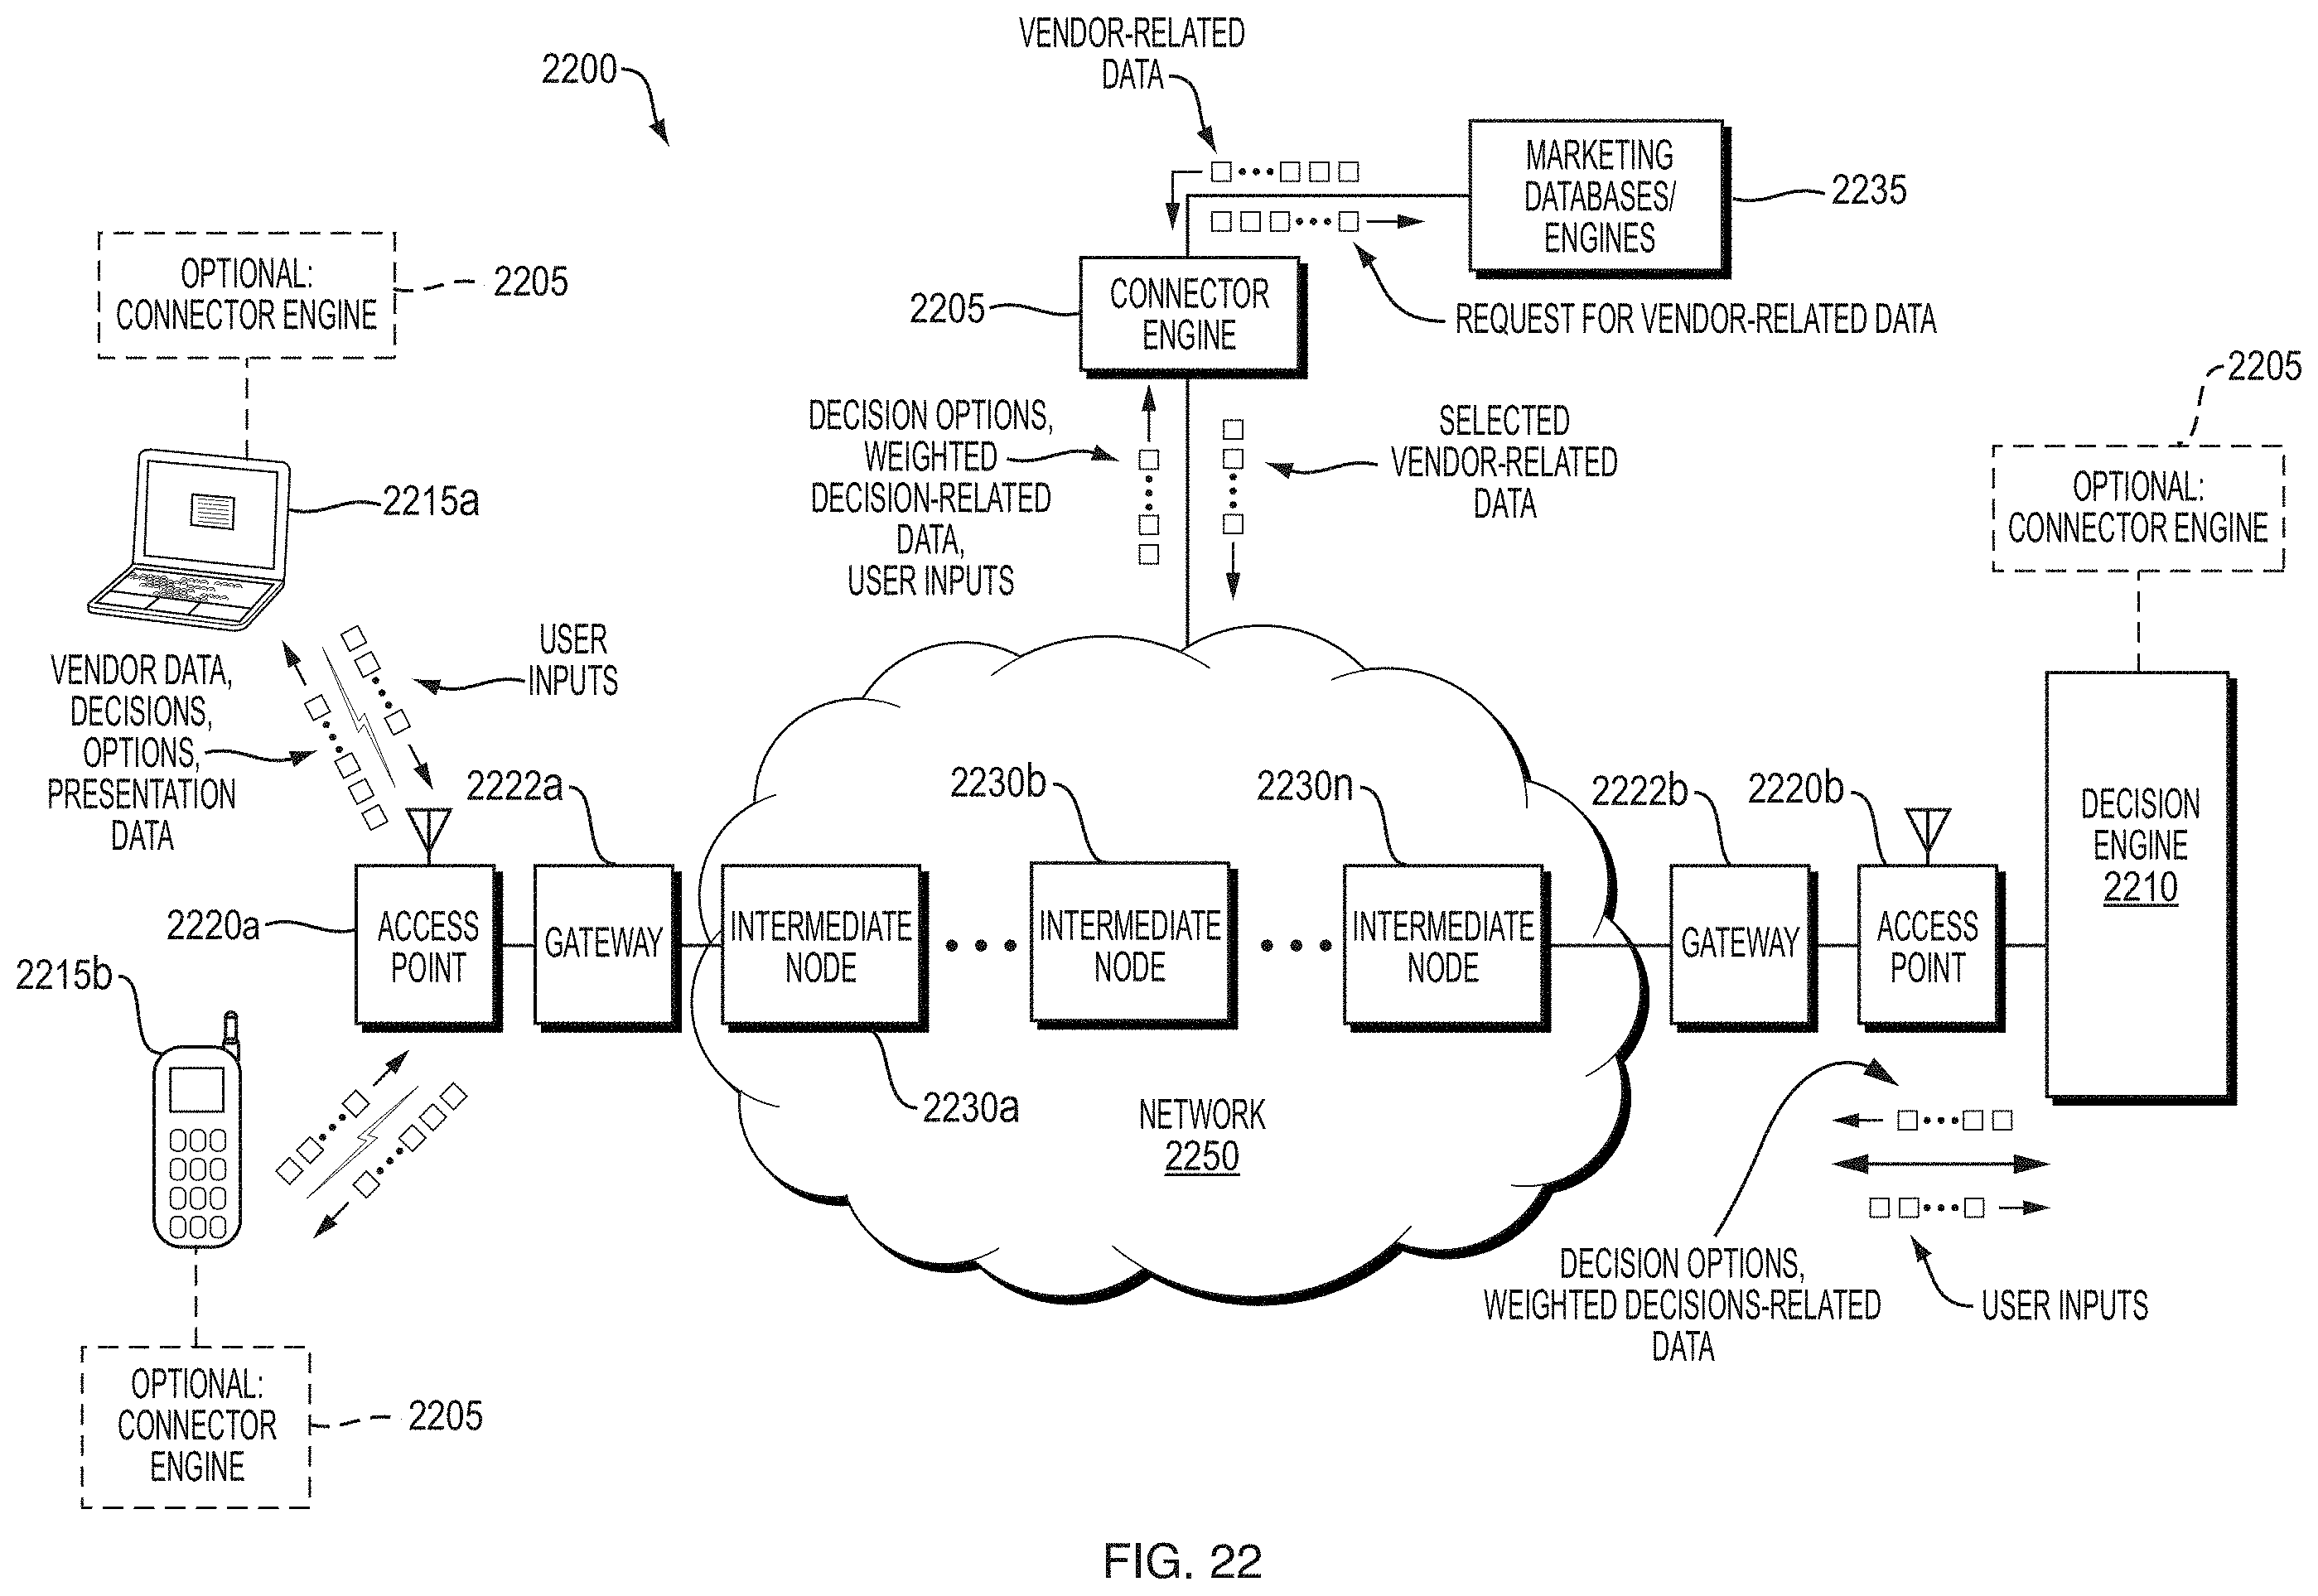 VENDOR-RELATED
DATA
2200
MARKETING
DATABASES/
ENGINES
2235
OPTIONAL:
CONNECTOR ENGINE
2205
2205
CONNECTOR
ENGINE
REQUEST FOR VENDOR-RELATED DATA
2205
OPTIONAL:
CONNECTOR ENGINE
DECISION OPTIONS,
WEIGHTED
DECISION-RELATED
DATA,
USER INPUTS
SELECTED
VENDOR-RELATED
DATA
2215a
USER
INPUTS
VENDOR DATA,
DECISIONS,
OPTIONS,
PRESENTATION
DATA
2222a
2230b
2230n
2222b
2220b
DECISION
ENGINE
2210
2220a
ACCESS
POINT
GATEWAY
INTERMEDIATE
NODE
INTERMEDIATE
NODE
INTERMEDIATE
NODE
GATEWAY
ACCESS
POINT
2215b
2230a
NETWORK
2250
DECISION OPTIONS,
WEIGHTED DECISIONS-RELATED
DATA
USER INPUTS
OPTIONAL:
CONNECTOR
ENGINE
2205
FIG. 22